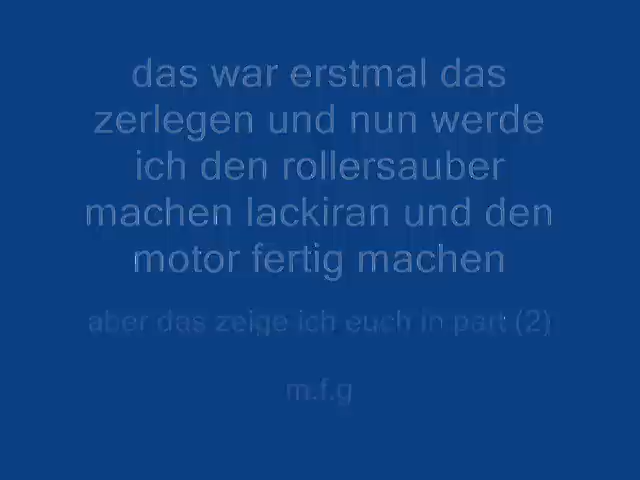 das war erstmal das
zerlegen und nun werde
ich den rollersauber
machen lackiran und den
motor fertig machen
aber das zeige ich euch in part (2)
m.f.g